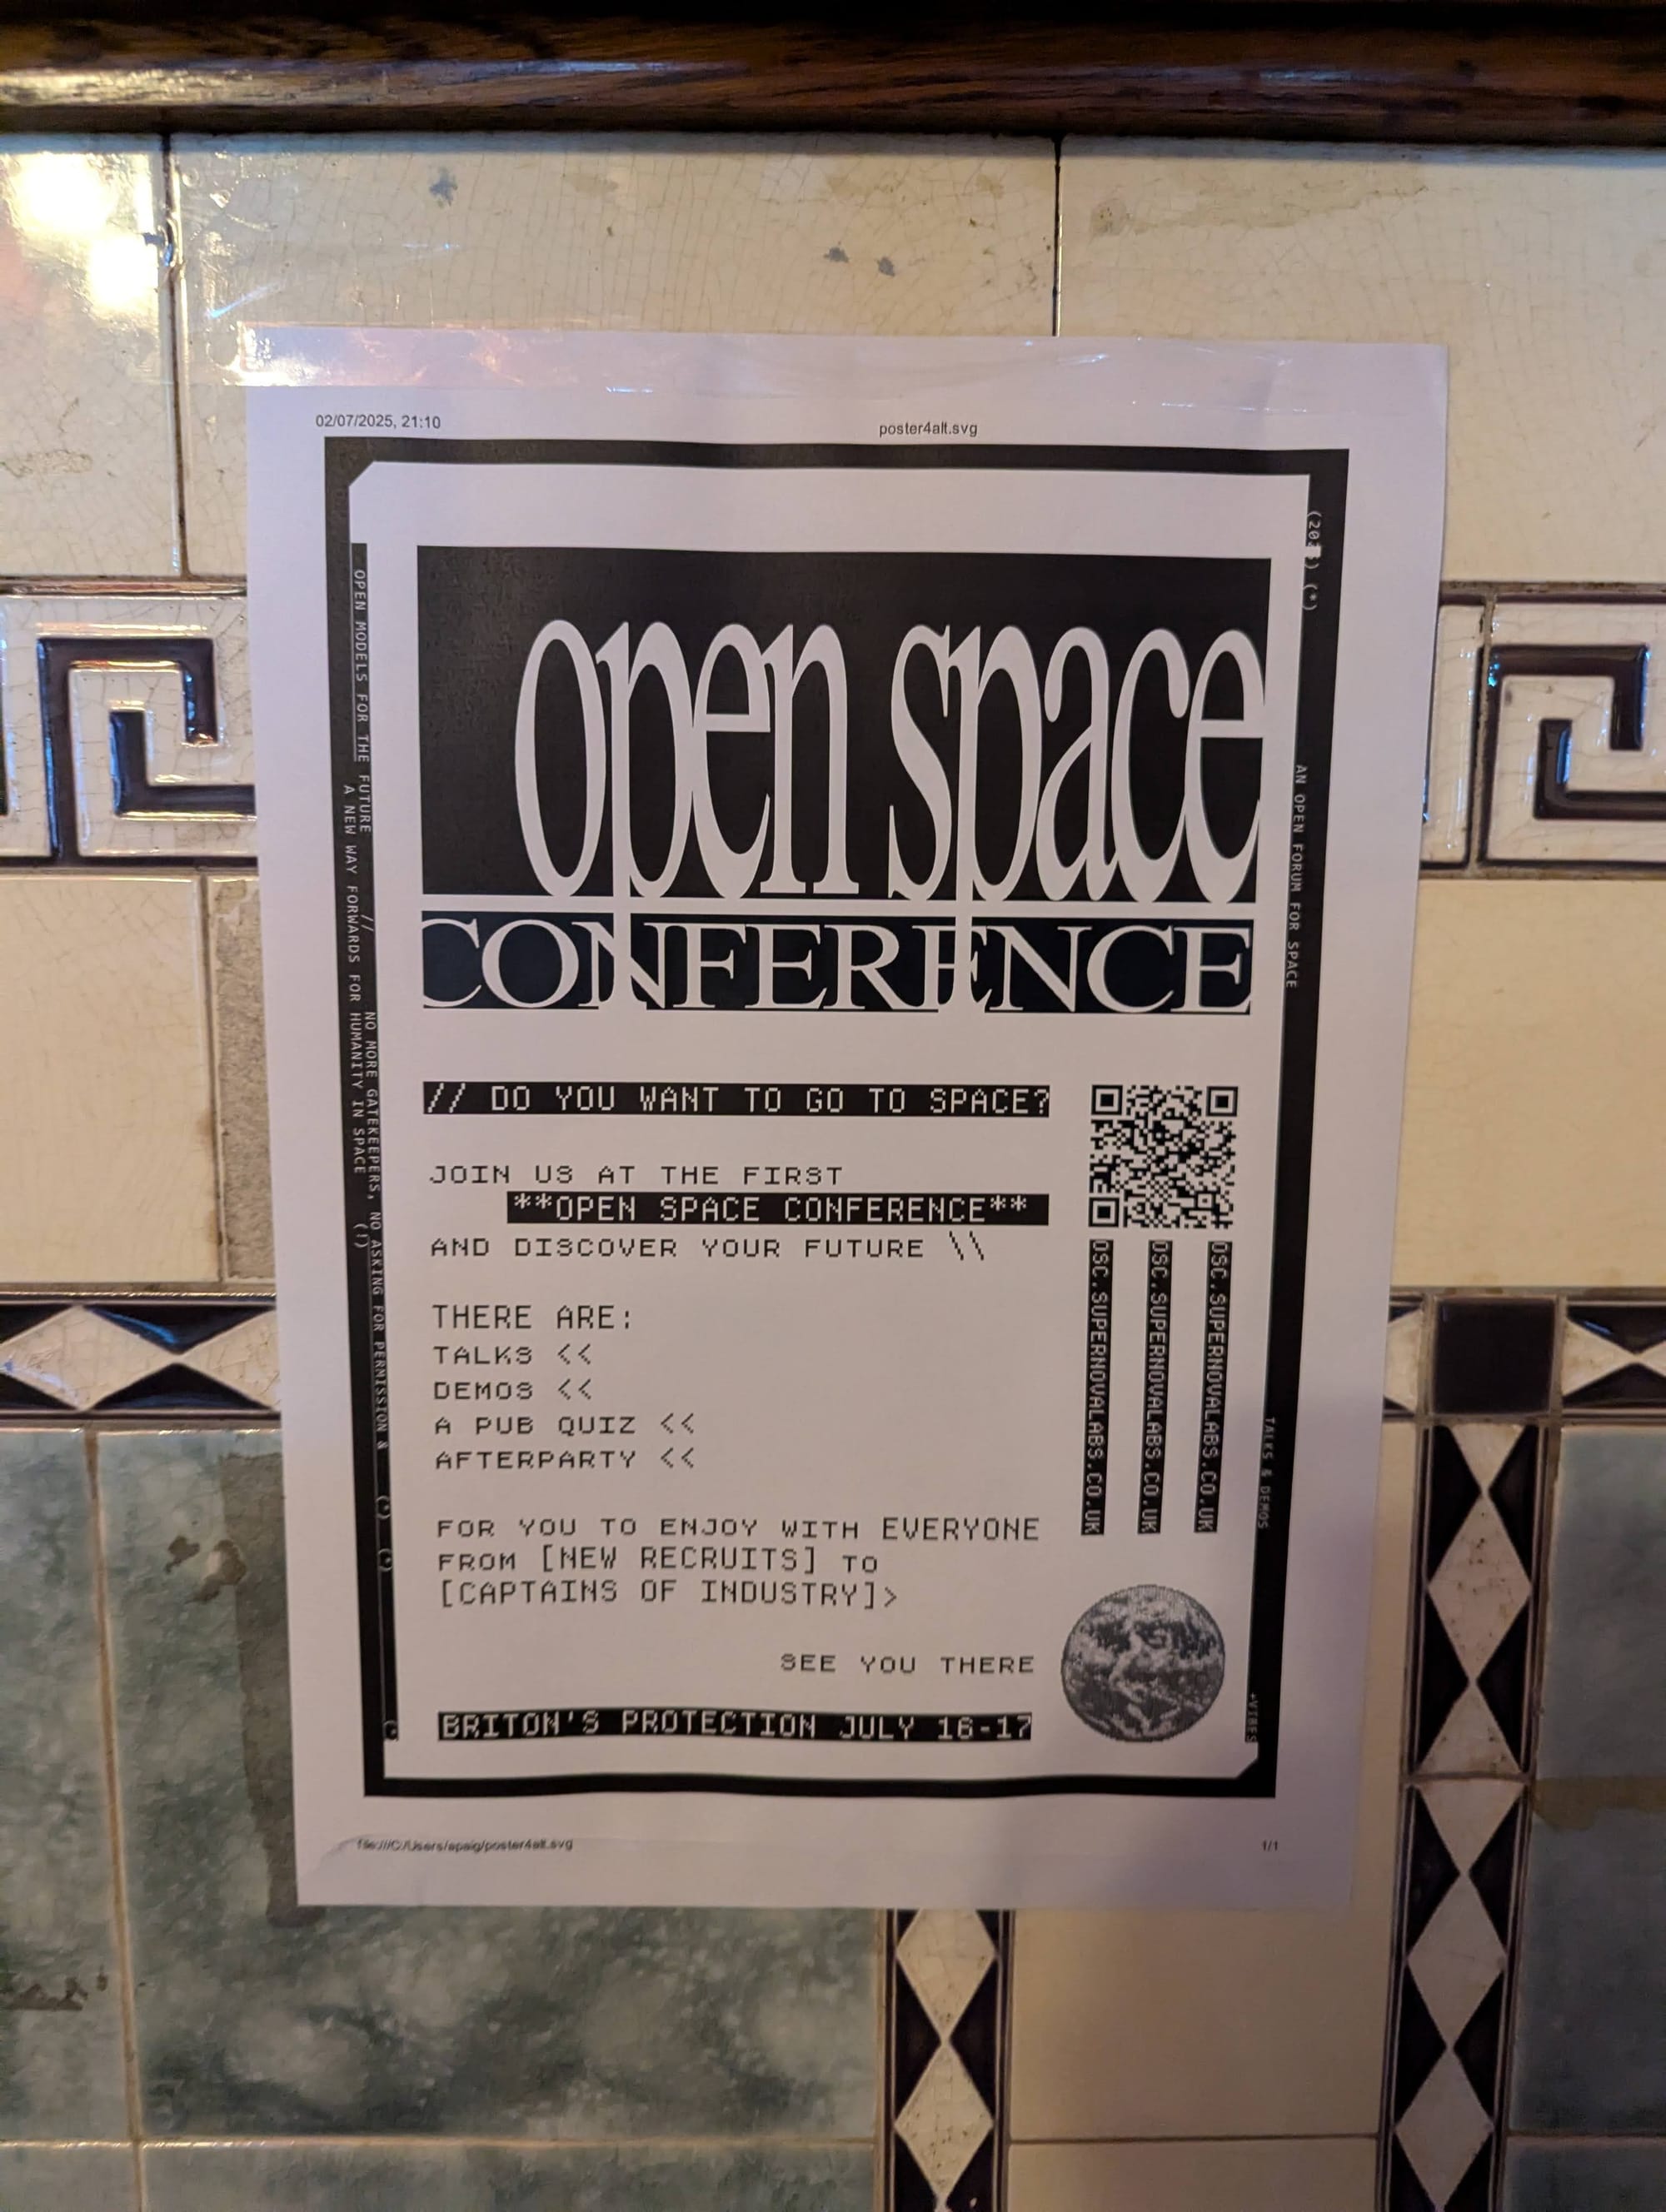 02/07/2025, 21:10
poster4alt.svg
open space
CONFERENCE
// DO YOU WANT TO GO TO SPACE?
JOIN US AT THE FIRST
**OPEN SPACE CONFERENCE**
AND DISCOVER YOUR FUTURE \\
THERE ARE:
TALKS <<
DEMOS <<
A PUB QUIZ <<
AFTERPARTY <<
FOR YOU TO ENJOY WITH EVERYONE
FROM [NEW RECRUITS] TO
[CAPTAINS OF INDUSTRY]>
SEE YOU THERE
BRITON'S PROTECTION JULY 16-17
OSC.SUPERNOVALABS.CO.UK
OSC.SUPERNOVALABS.CO.UK
OSC.SUPERNOVALABS.CO.UK
OPEN MODELS FOR THE FUTURE // NO MORE GATEKEEPERS, NO ASKING FOR PERMISSION &
A NEW WAY FORWARDS FOR HUMANITY IN SPACE (!)
(*)
AN OPEN FORUM FOR SPACE
TALKS & DEMOS
+VIBES
file:///C:/Users/apaig/poster4alt.svg
1/1